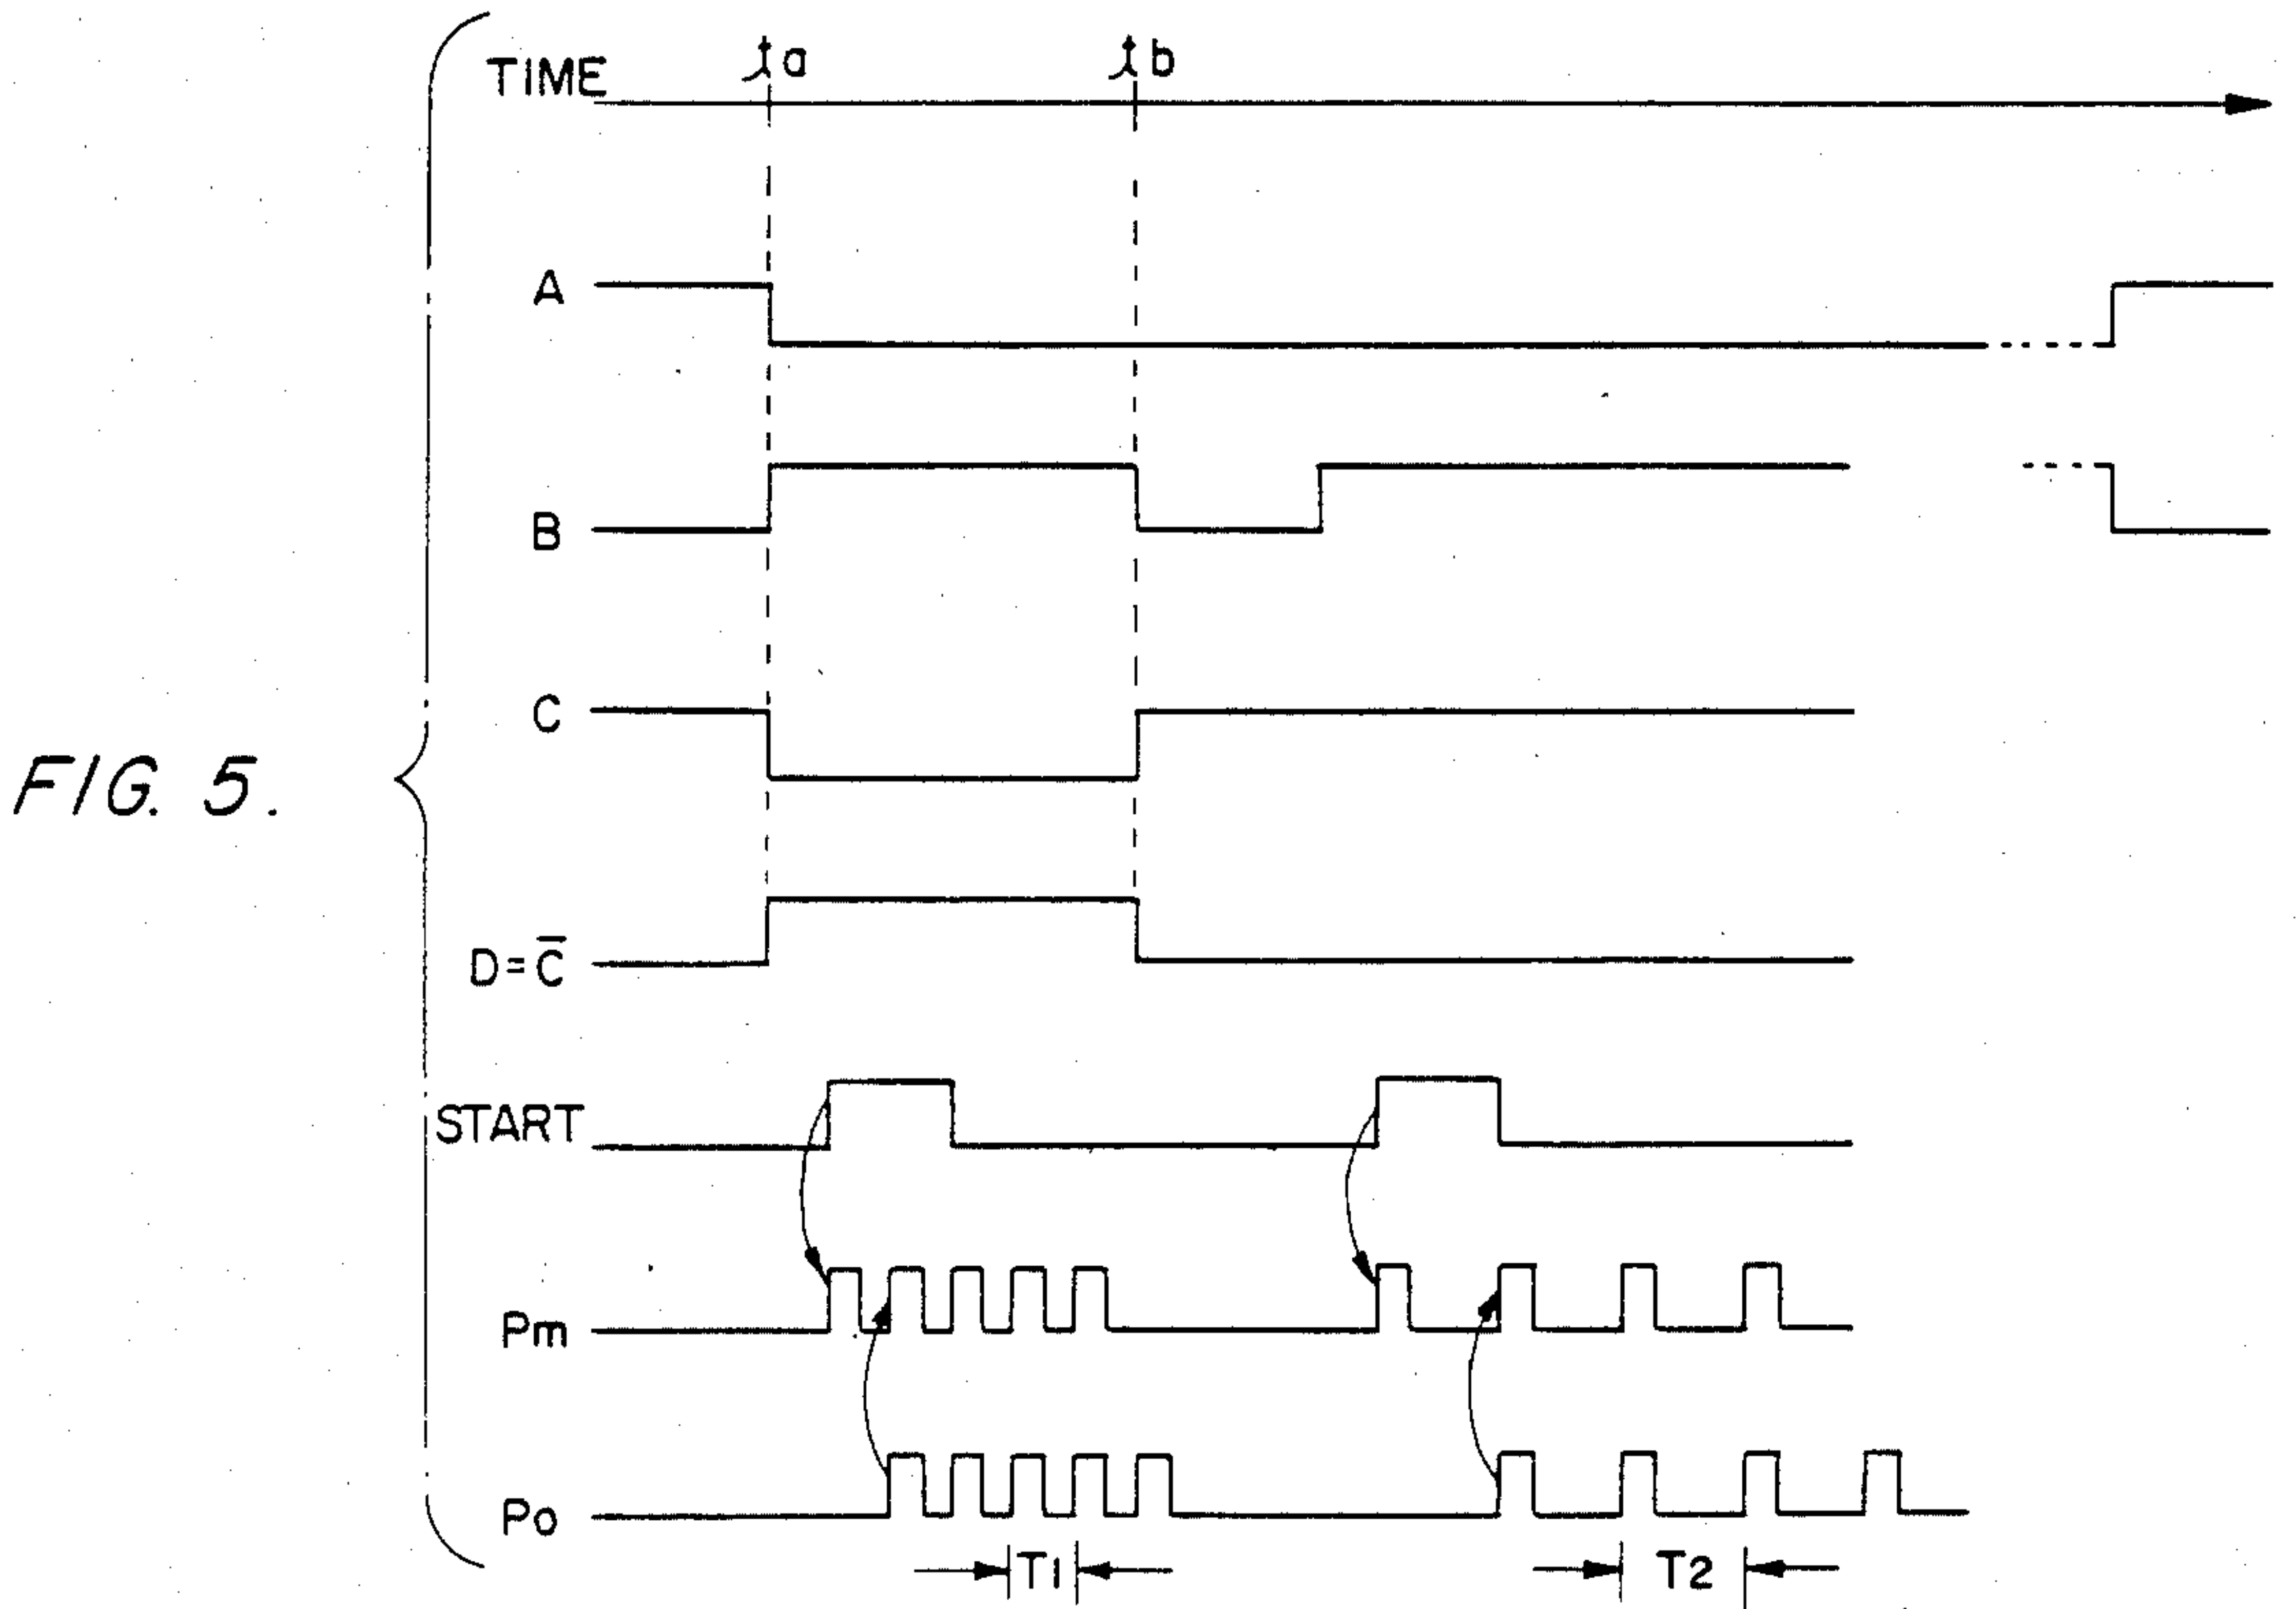 TIME
ta
tb
A
B
C
FIG. 5.
D=C̅
START
Pm
Po
T1
T2